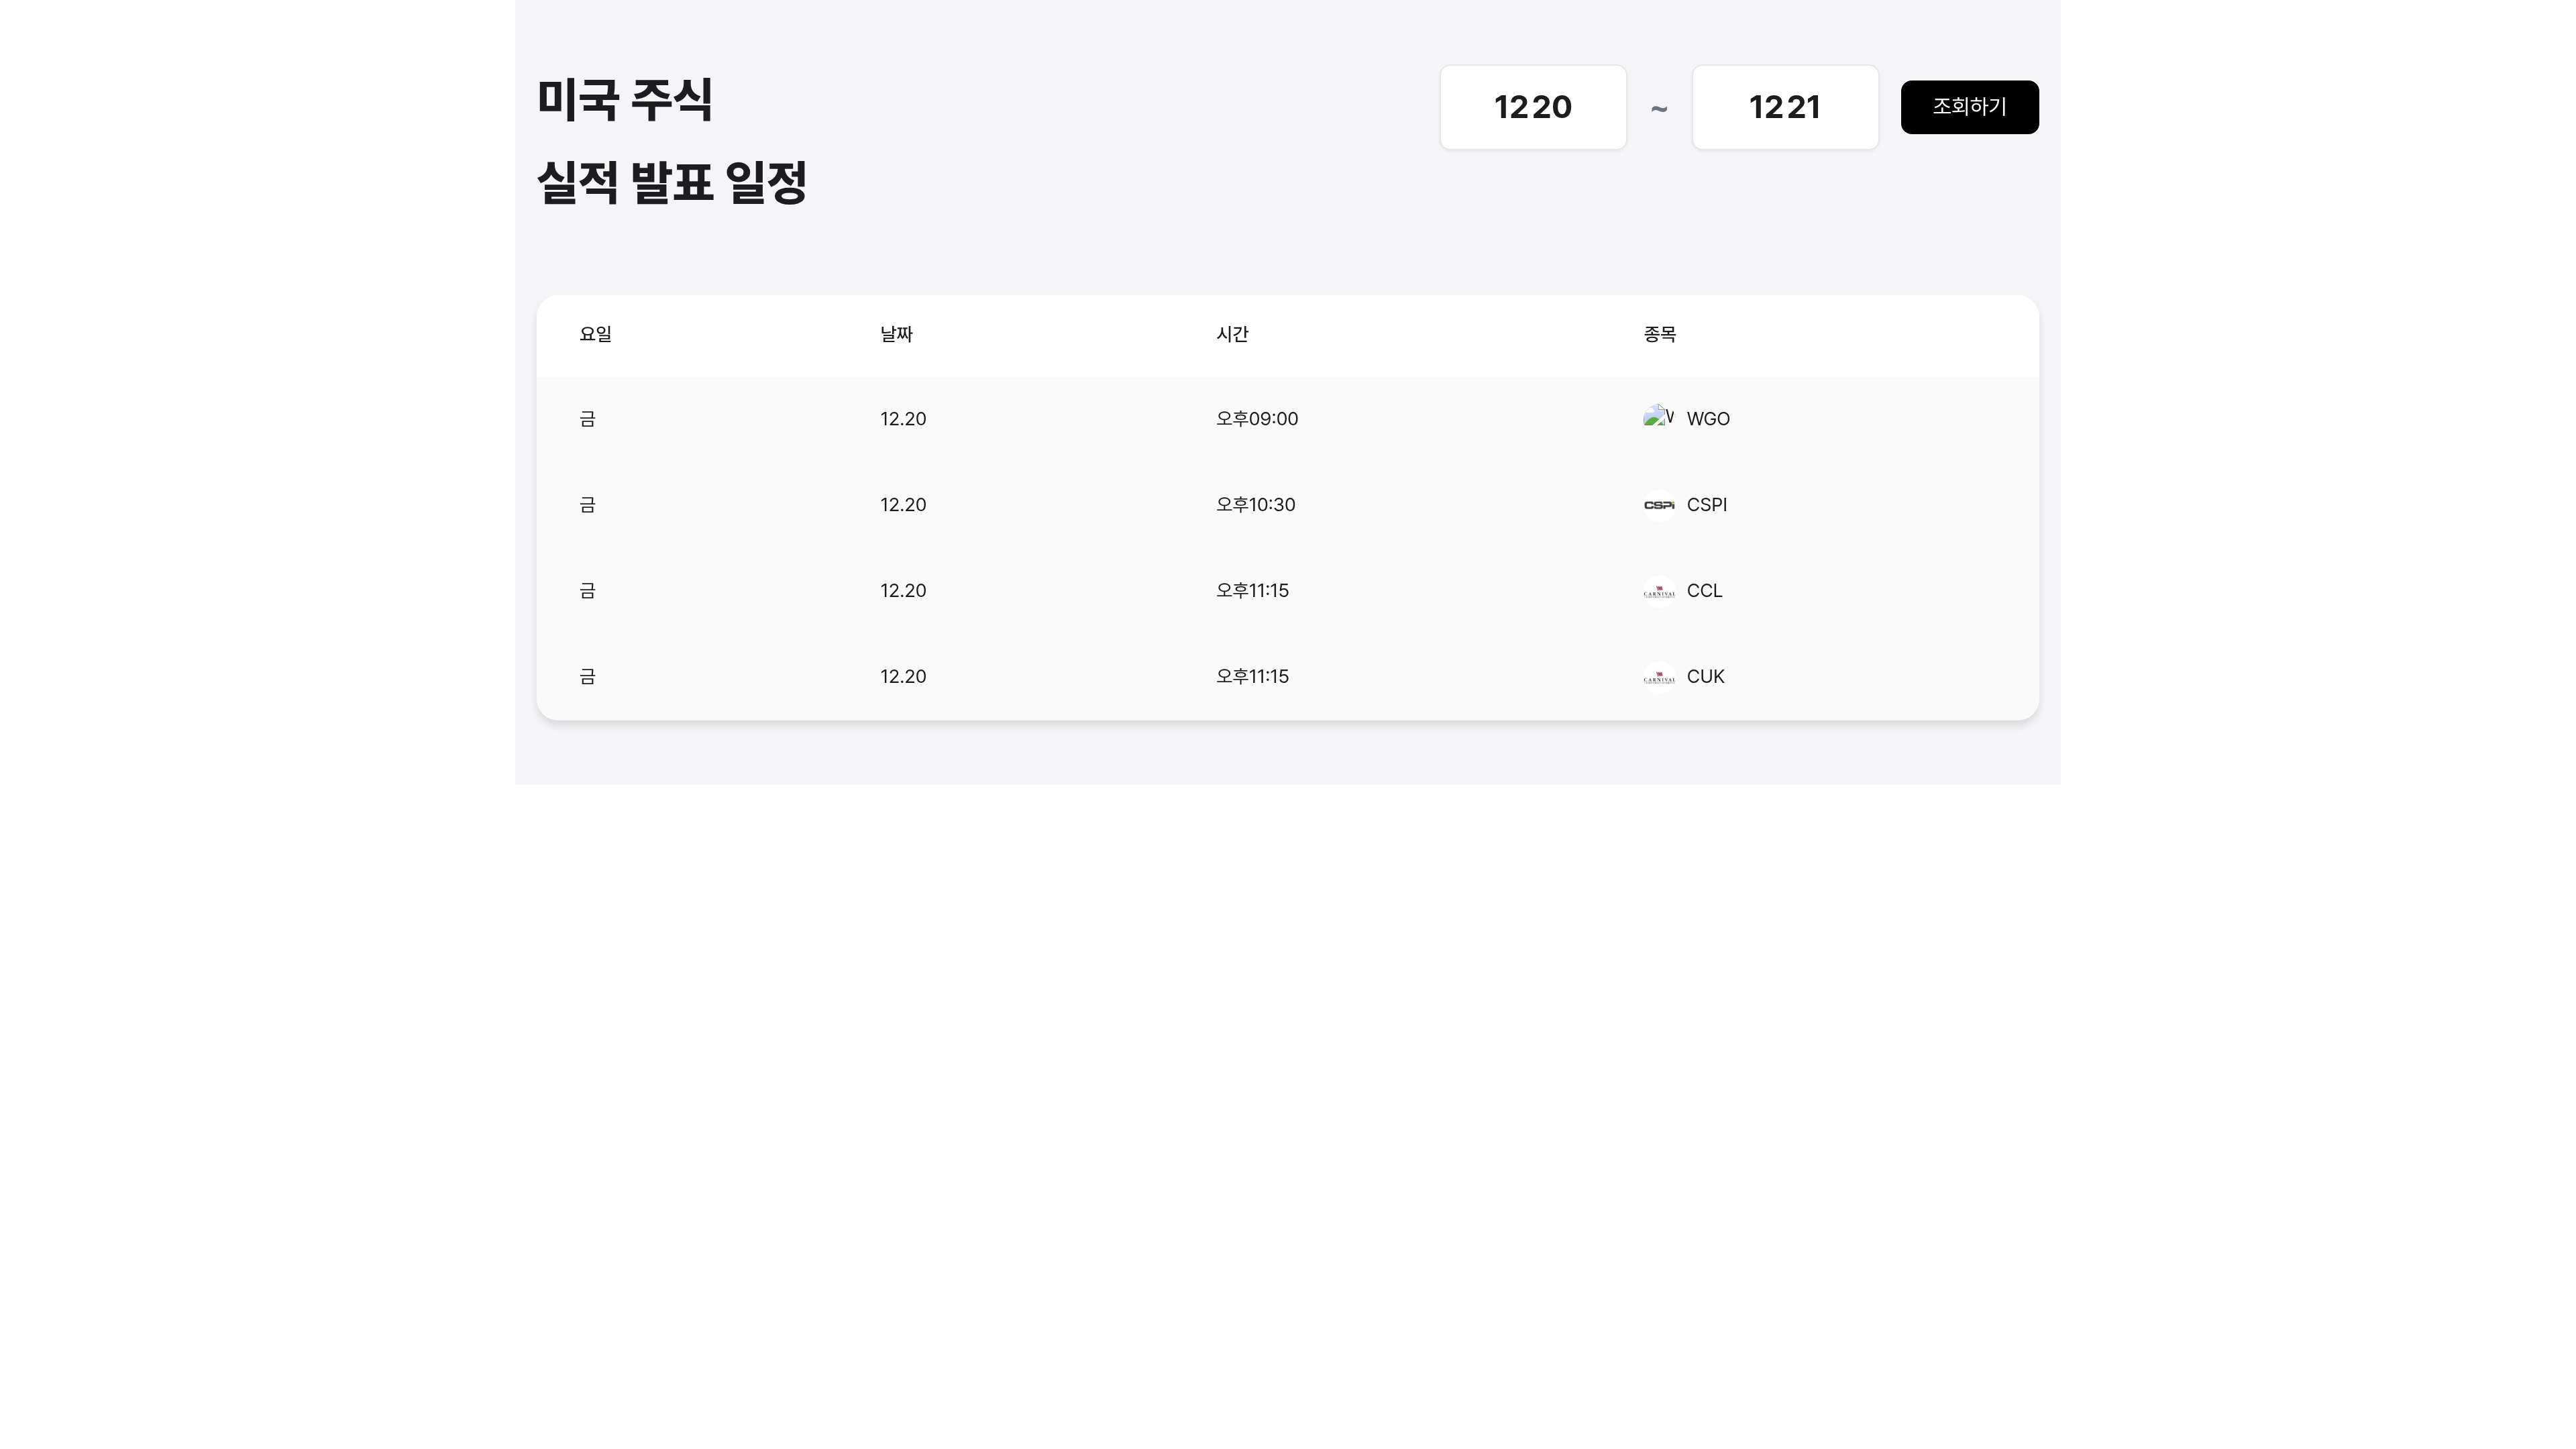 미국 주식
실적 발표 일정
1220 ~ 1221 조회하기
요일 날짜 시간 종목
금 12.20 오후09:00 WGO
금 12.20 오후10:30 CSPi CSPI
금 12.20 오후11:15 CARNIVAL CCL
금 12.20 오후11:15 CARNIVAL CUK